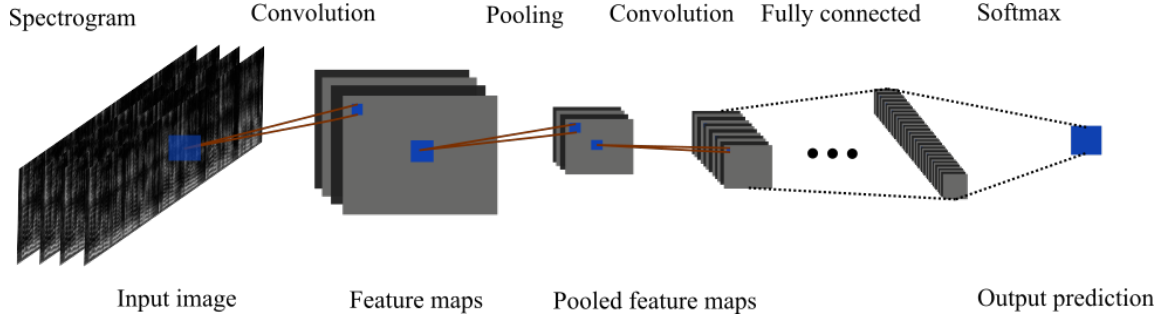 Spectrogram
Convolution
Pooling
Convolution
Fully connected
Softmax
Input image
Feature maps
Pooled feature maps
Output prediction